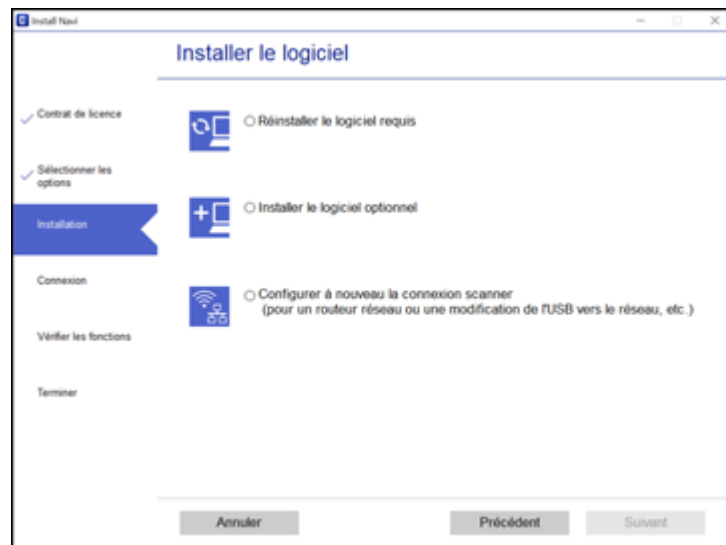 Install Navi
Installer le logiciel
Contrat de licence
Sélectionner les
options
Installation
Connexion
Vérifier les fonctions
Terminer
Réinstaller le logiciel requis
Installer le logiciel optionnel
Configurer à nouveau la connexion scanner
(pour un routeur réseau ou une modification de l'USB vers le réseau, etc.)
Annuler
Précédent
Suivant